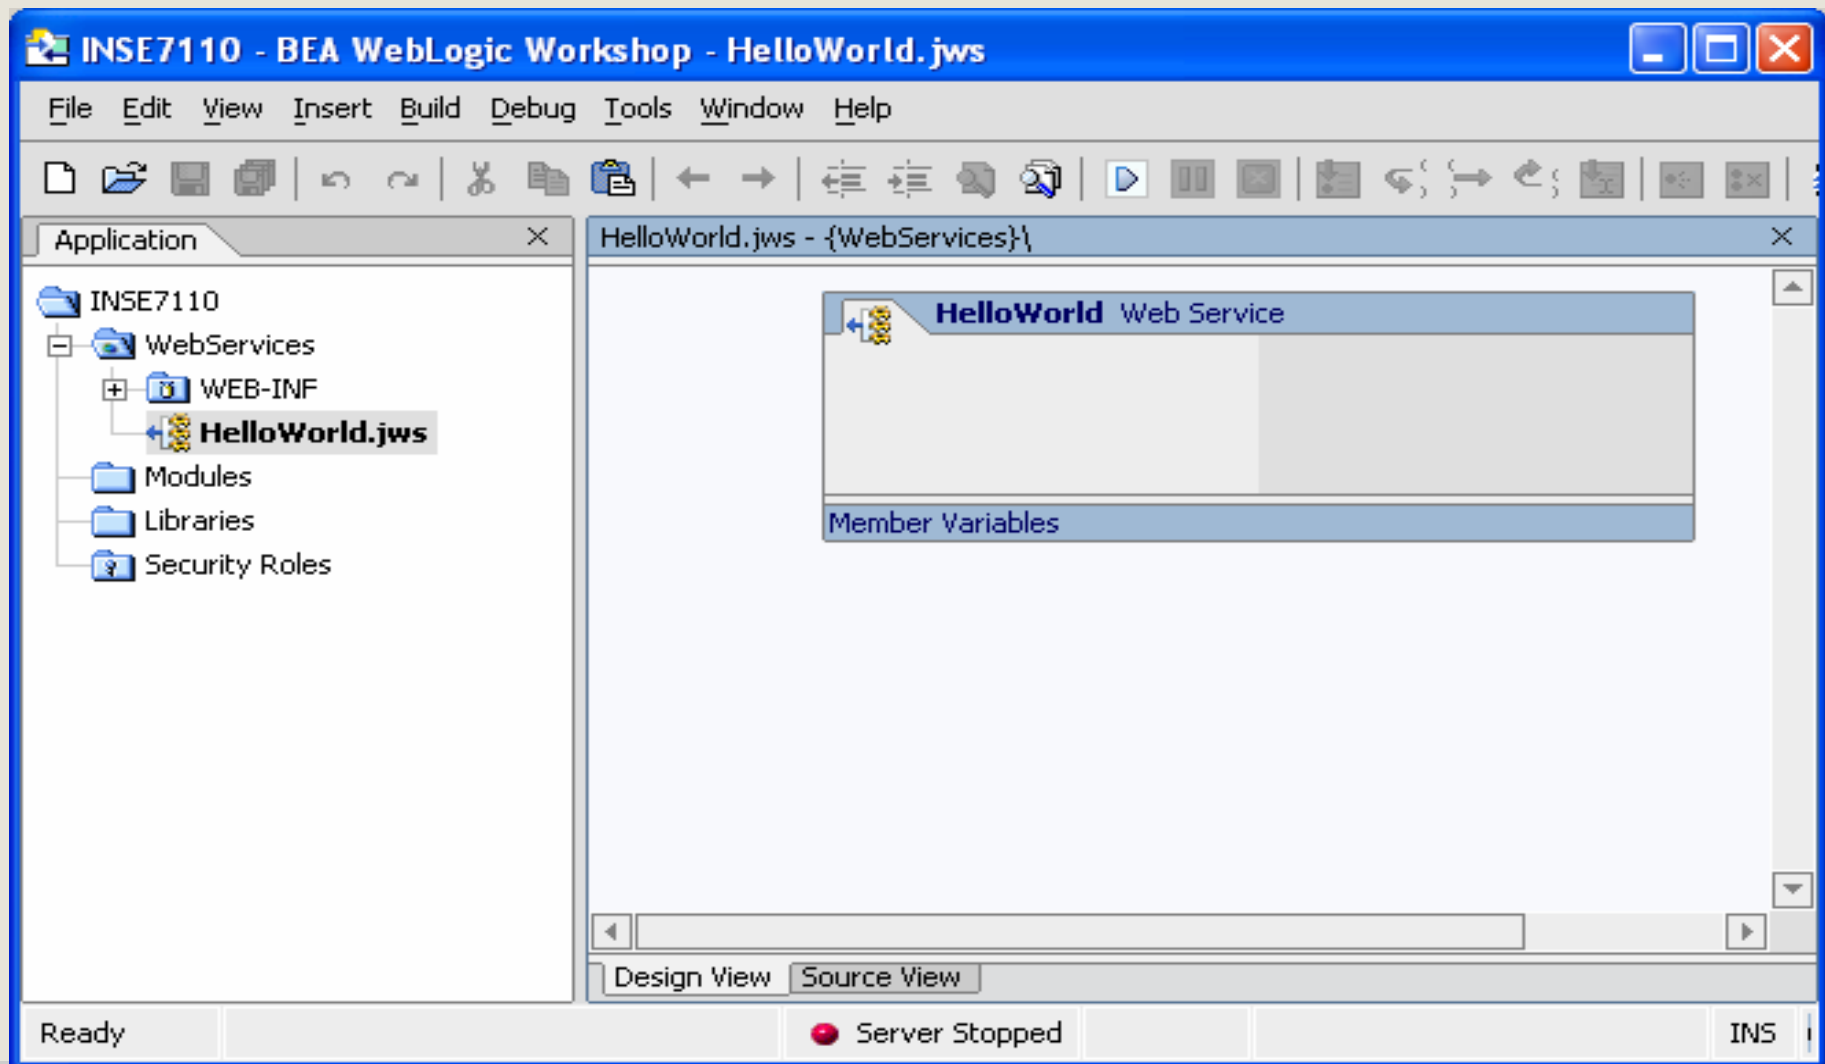 INSE7110 - BEA WebLogic Workshop - HelloWorld.jws
File Edit View Insert Build Debug Tools Window Help
Application
HelloWorld.jws - {WebServices}\
INSE7110
WebServices
WEB-INF
HelloWorld.jws
Modules
Libraries
Security Roles
HelloWorld Web Service
Member Variables
Design View Source View
Ready Server Stopped INS